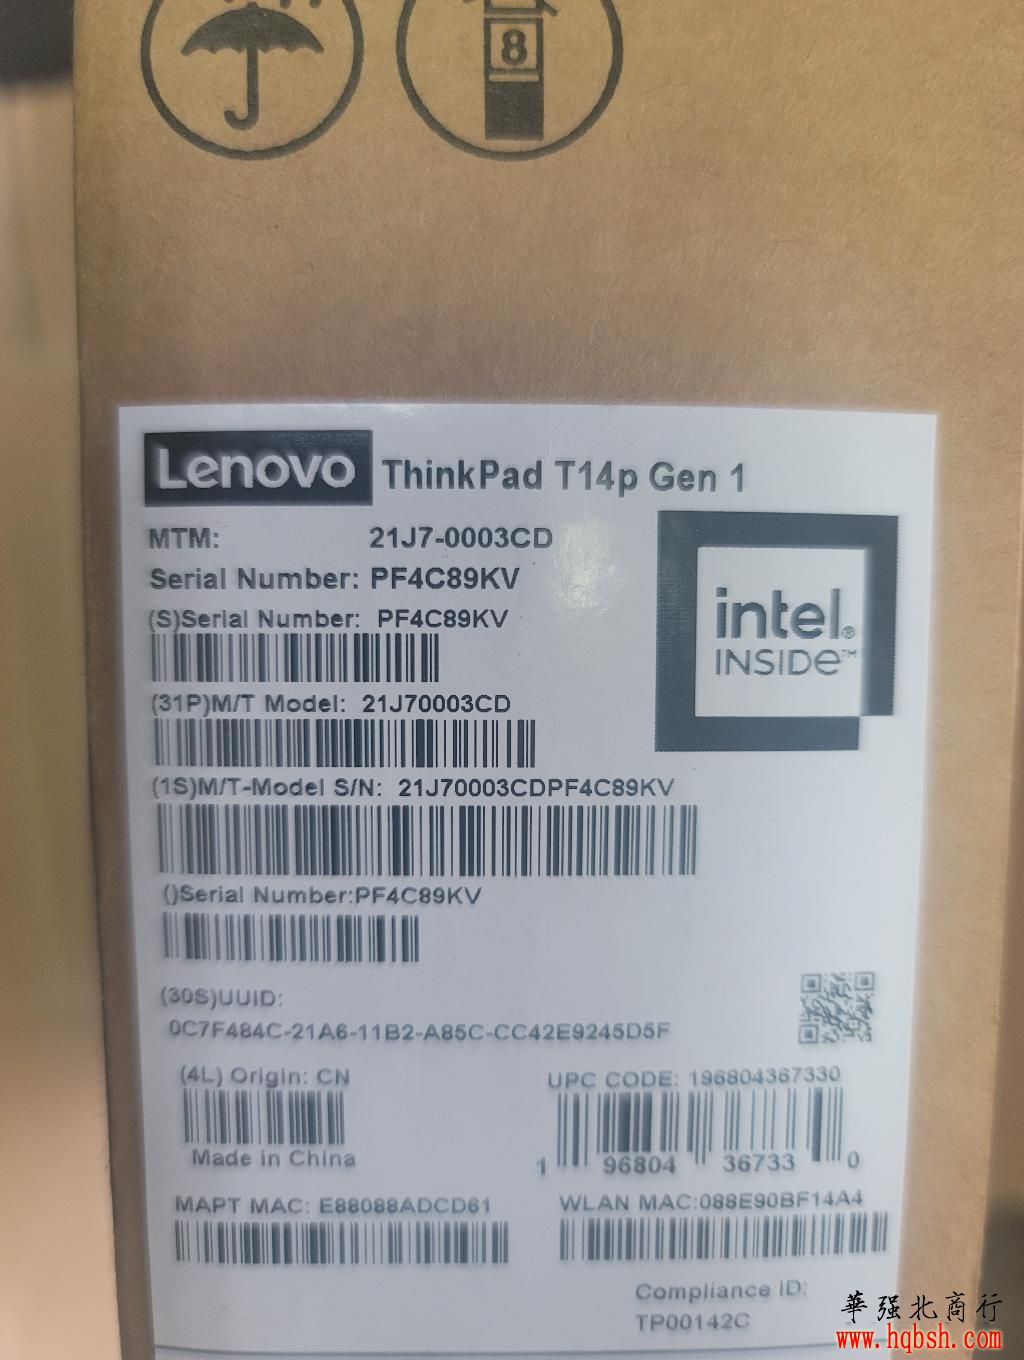 8
Lenovo ThinkPad T14p Gen 1
MTM: 21J7-0003CD
Serial Number: PF4C89KV
(S)Serial Number: PF4C89KV
intel®
INSIDE™
(31P)M/T Model: 21J70003CD
(1S)M/T-Model S/N: 21J70003CDPF4C89KV
()Serial Number:PF4C89KV
(30S)UUID:
0C7F484C-21A6-11B2-A85C-CC42E9245D5F
(4L) Origin: CN
Made in China
UPC CODE: 196804367330
1 96804 36733 0
MAPT MAC: E88088ADCD61
WLAN MAC:088E90BF14A4
Compliance ID:
TP00142C
華强北商行
www.hqbsh.com